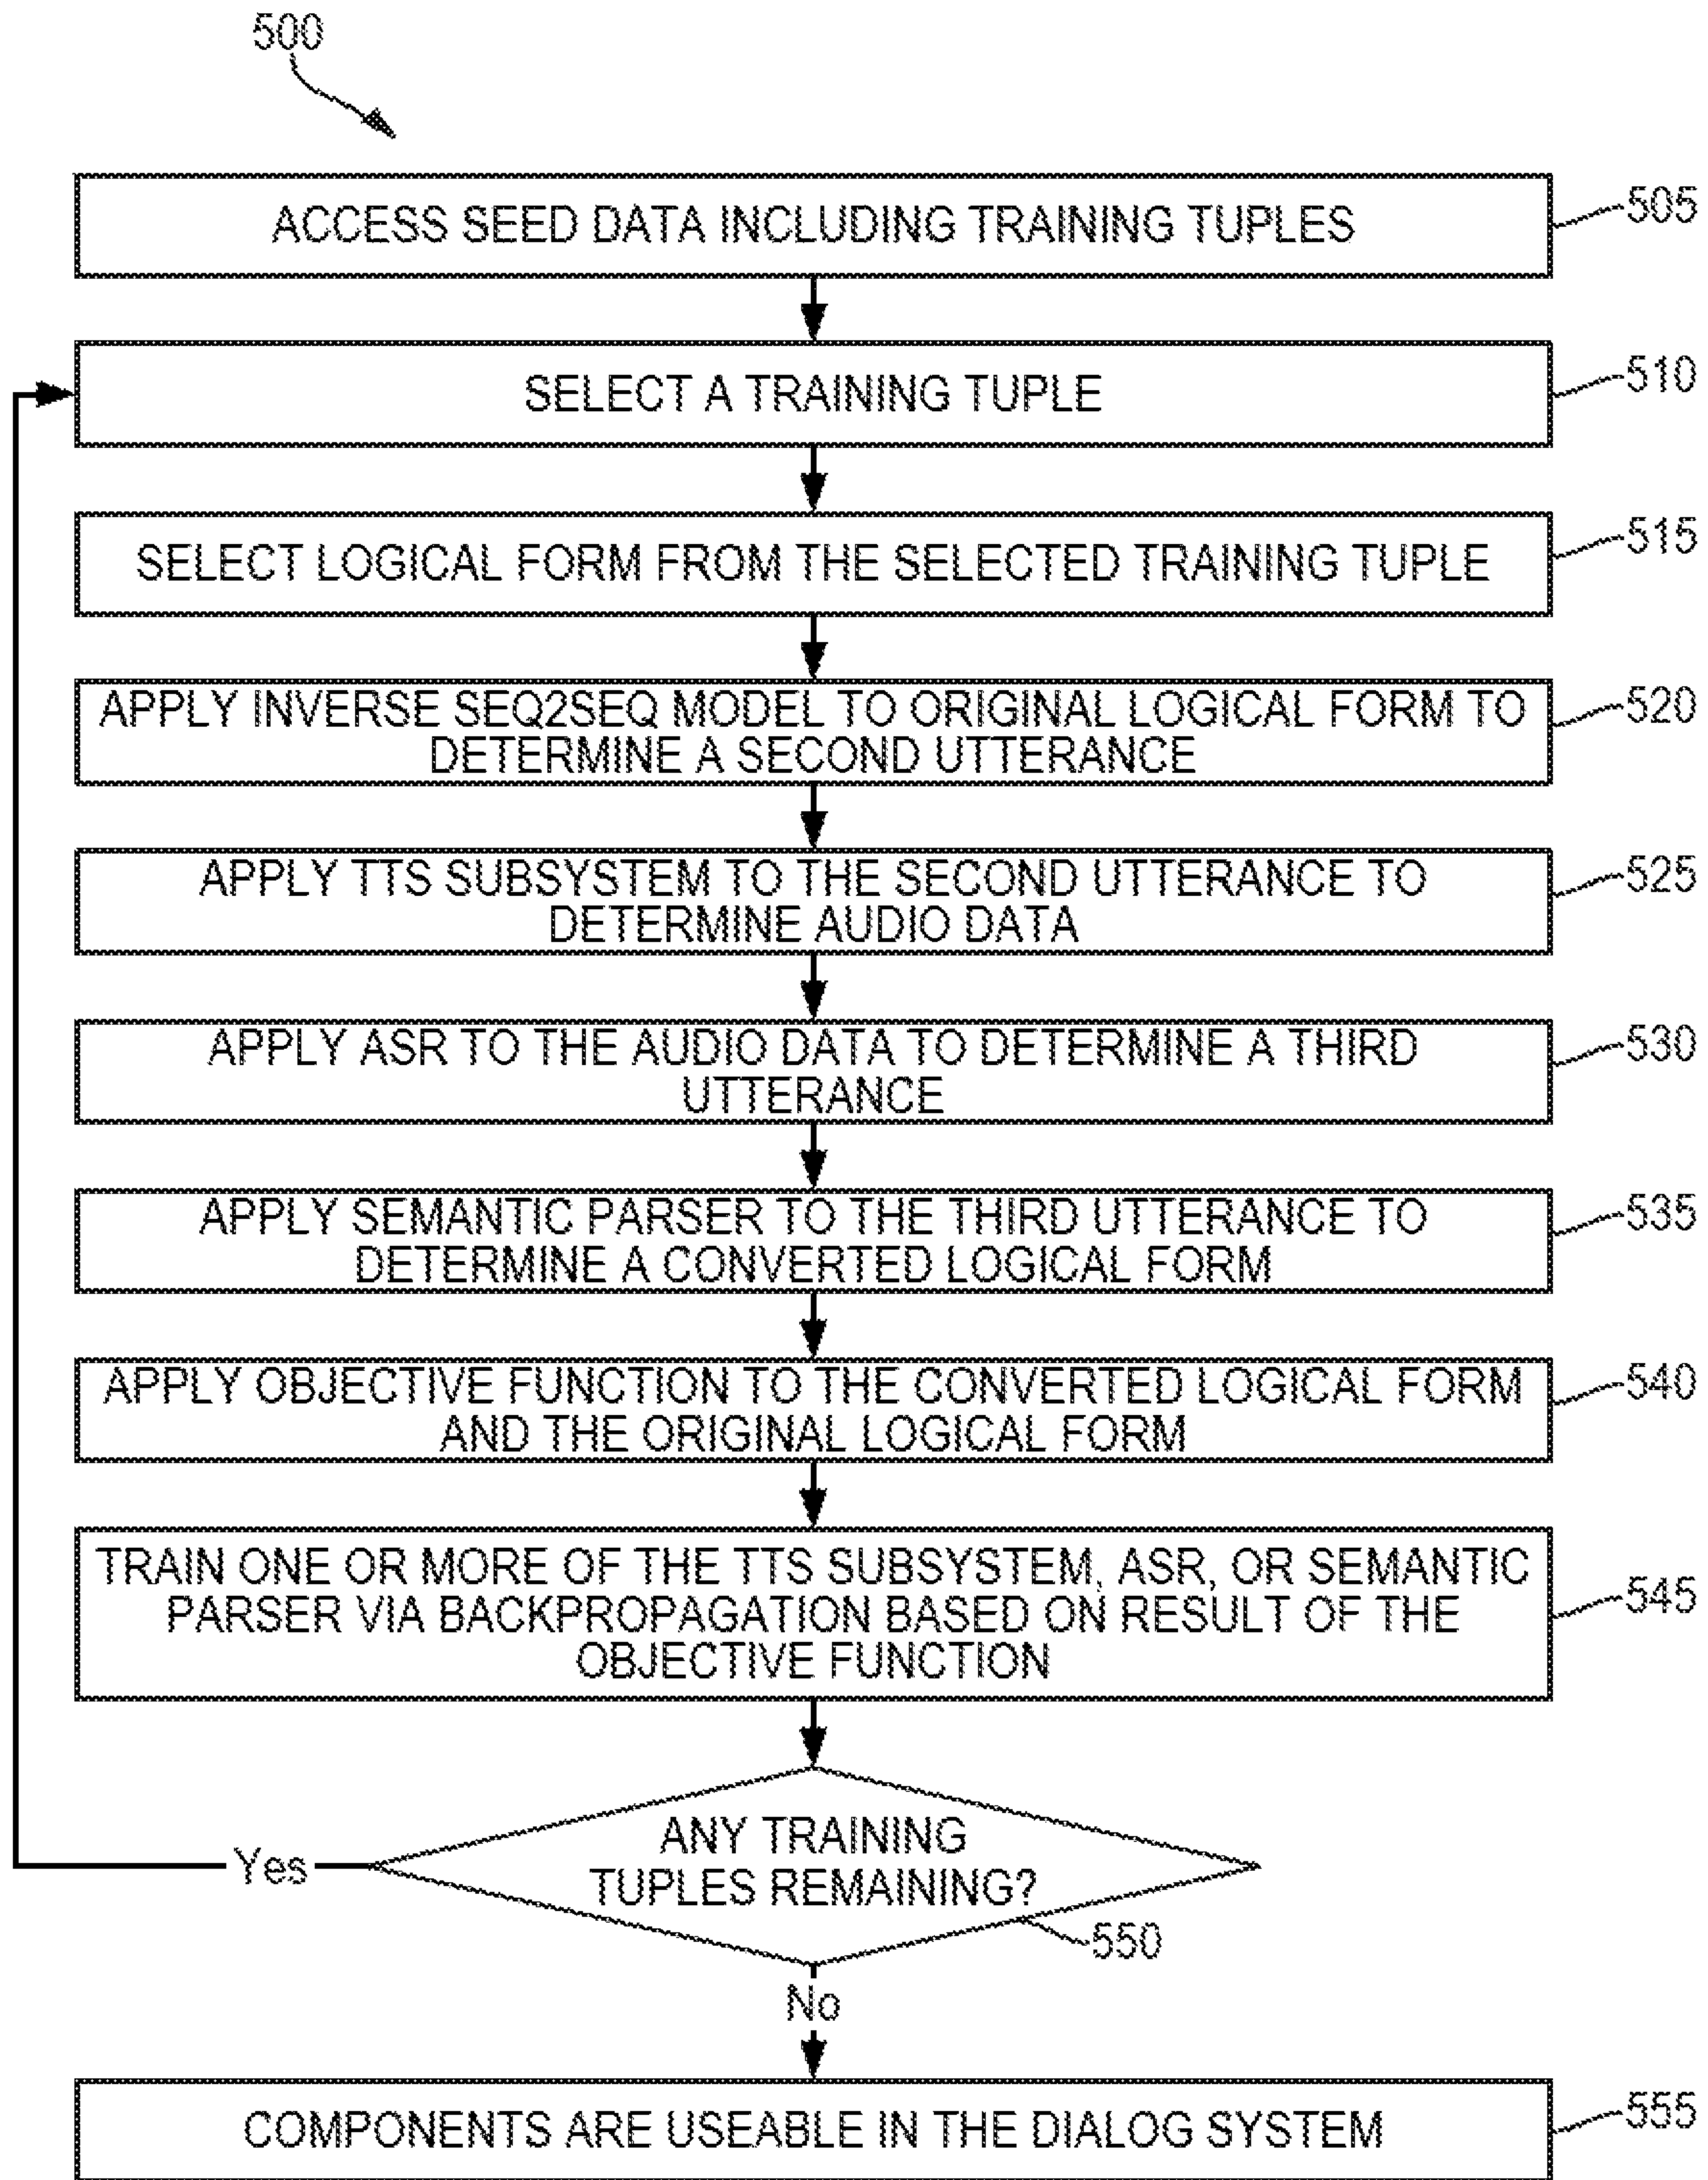 500
ACCESS SEED DATA INCLUDING TRAINING TUPLES
505
SELECT A TRAINING TUPLE
510
SELECT LOGICAL FORM FROM THE SELECTED TRAINING TUPLE
515
APPLY INVERSE SEQ2SEQ MODEL TO ORIGINAL LOGICAL FORM TO
DETERMINE A SECOND UTTERANCE
520
APPLY TTS SUBSYSTEM TO THE SECOND UTTERANCE TO
DETERMINE AUDIO DATA
525
APPLY ASR TO THE AUDIO DATA TO DETERMINE A THIRD
UTTERANCE
530
APPLY SEMANTIC PARSER TO THE THIRD UTTERANCE TO
DETERMINE A CONVERTED LOGICAL FORM
535
APPLY OBJECTIVE FUNCTION TO THE CONVERTED LOGICAL FORM
AND THE ORIGINAL LOGICAL FORM
540
TRAIN ONE OR MORE OF THE TTS SUBSYSTEM, ASR, OR SEMANTIC
PARSER VIA BACKPROPAGATION BASED ON RESULT OF THE
OBJECTIVE FUNCTION
545
ANY TRAINING
TUPLES REMAINING?
Yes
550
No
COMPONENTS ARE USEABLE IN THE DIALOG SYSTEM
555